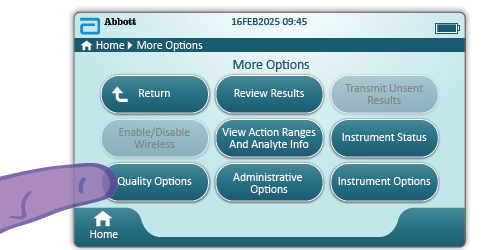 Abbott
16FEB2025 09:45
Home More Options
More Options
Return
Review Results
Transmit Unsent
Results
Enable/Disable
Wireless
View Action Ranges
And Analyte Info
Instrument Status
Quality Options
Administrative
Options
Instrument Options
Home